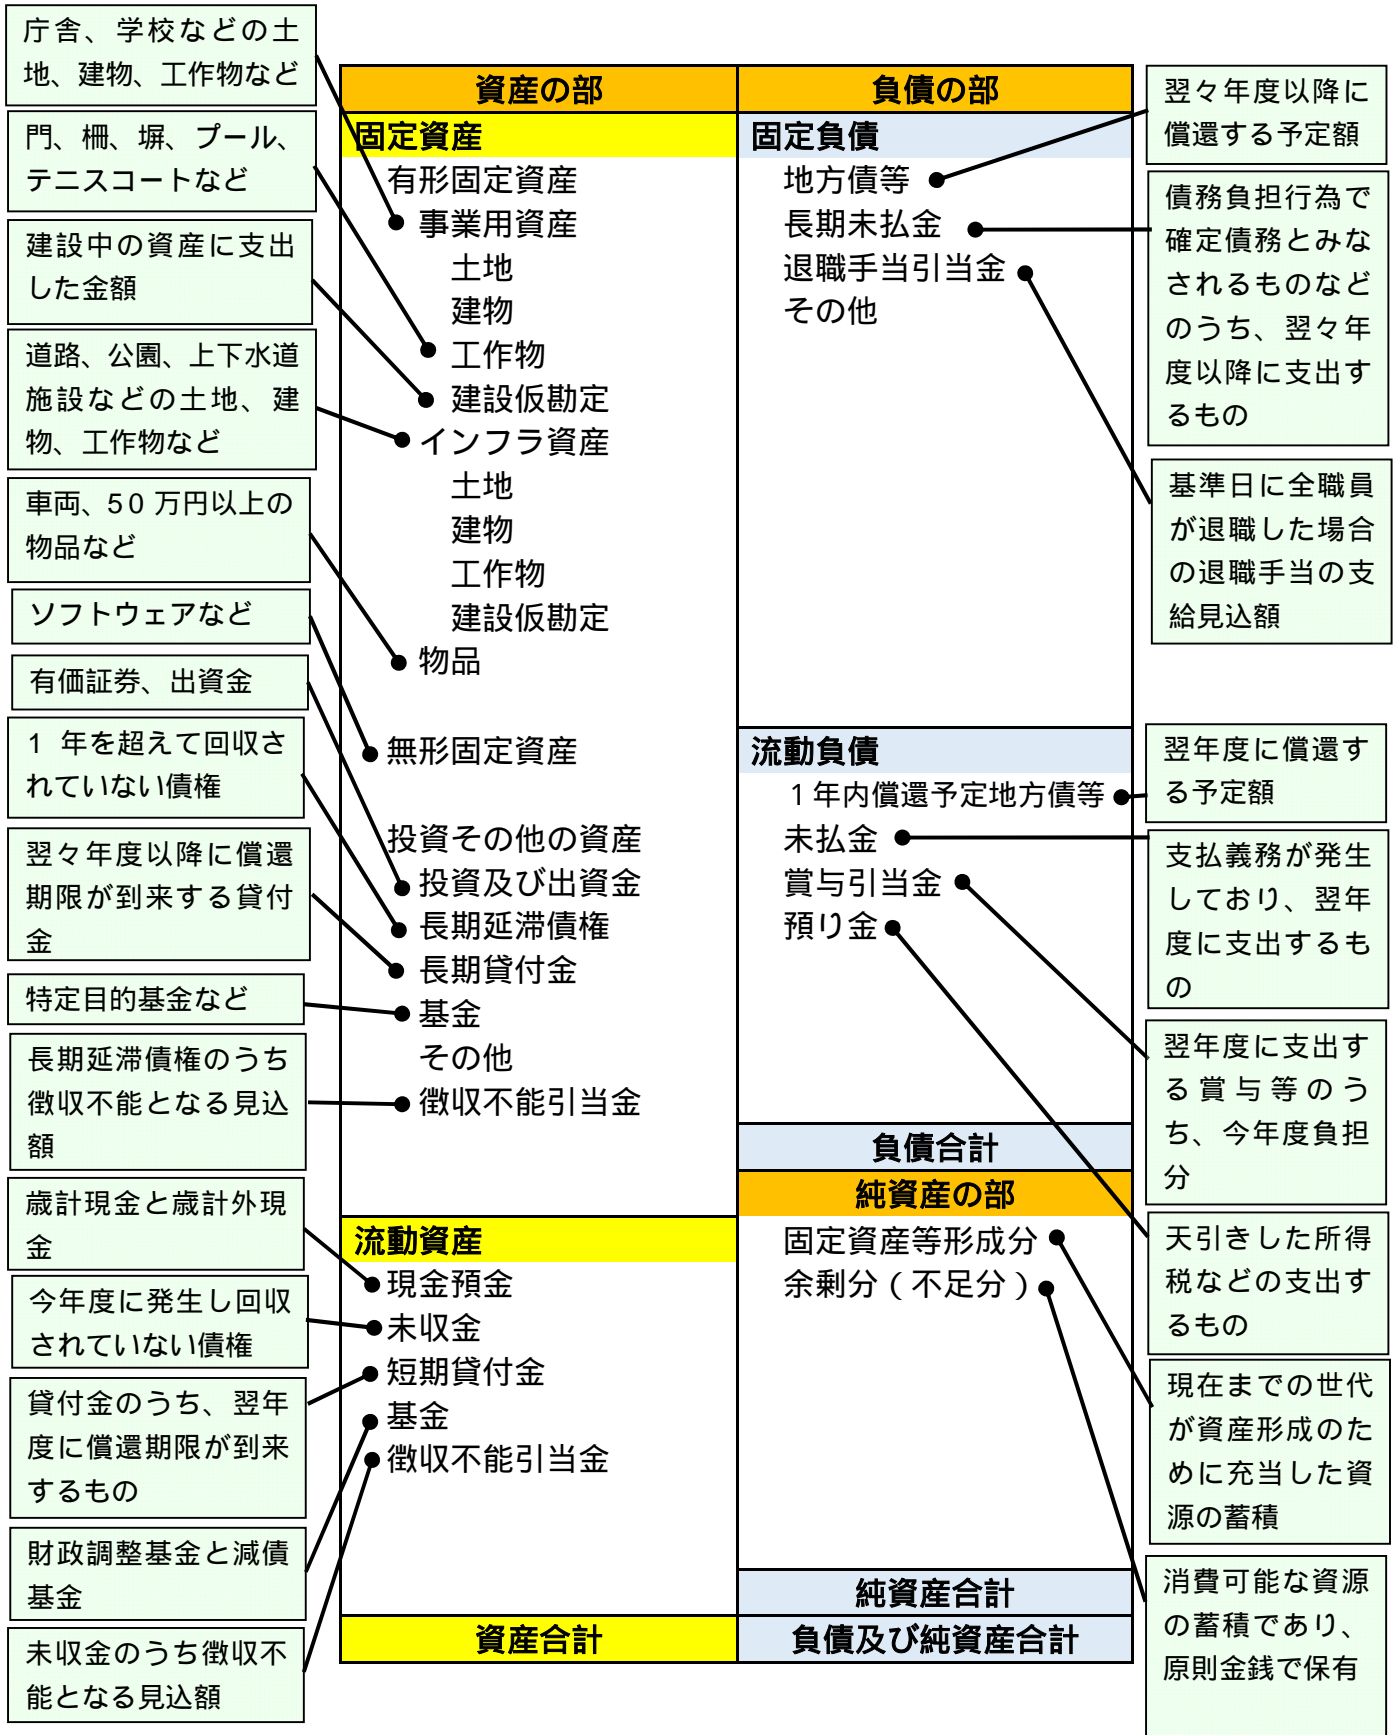 庁舎、学校などの土
地、建物、工作物など
門、柵、塀、プール、
テニスコートなど
建設中の資産に支出
した金額
道路、公園、上下水道
施設などの土地、建
物、工作物など
車両、50万円以上の
物品など
ソフトウェアなど
有価証券、出資金
1 年を超えて回収さ
れていない債権
翌々年度以降に償還
期限が到来する貸付
金
特定目的基金など
長期延滞債権のうち
徴収不能となる見込
額
歳計現金と歳計外現
金
今年度に発生し回収
されていない債権
貸付金のうち、翌年
度に償還期限が到来
するもの
財政調整基金と減債
基金
未収金のうち徴収不
能となる見込額
資産の部
固定資産
有形固定資産
事業用資産
土地
建物
工作物
建設仮勘定
インフラ資産
土地
建物
工作物
建設仮勘定
物品
無形固定資産
投資その他の資産
投資及び出資金
長期延滞債権
長期貸付金
基金
その他
徴収不能引当金
流動資産
現金預金
未収金
短期貸付金
基金
徴収不能引当金
資産合計
負債の部
固定負債
地方債等
長期未払金
退職手当引当金
その他
流動負債
1年内償還予定地方債等
未払金
賞与引当金
預り金
負債合計
純資産の部
固定資産等形成分
余剰分（不足分）
純資産合計
負債及び純資産合計
翌々年度以降に
償還する予定額
債務負担行為で
確定債務とみな
されるものなど
のうち、翌々年
度以降に支出す
るもの
基準日に全職員
が退職した場合
の退職手当の支
給見込額
翌年度に償還す
る予定額
支払義務が発生
しており、翌年
度に支出するも
の
翌年度に支出す
る賞与等のう
ち、今年度負担
分
天引きした所得
税などの支出す
るもの
現在までの世代
が資産形成のた
めに充当した資
源の蓄積
消費可能な資源
の蓄積であり、
原則金銭で保有